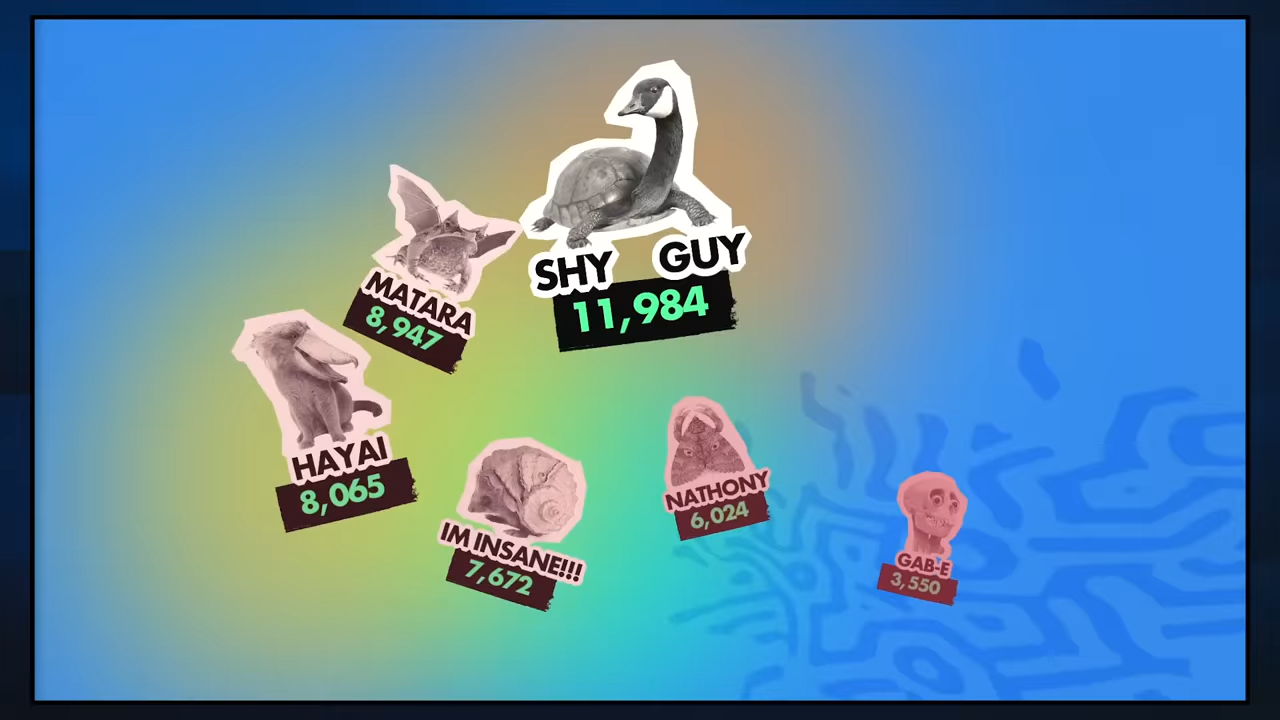 SHY GUY
11,984
MATARA
8,947
HAYAI
8,065
IM INSANE!!!
7,672
NATHONY
6,024
GAB-E
3,550